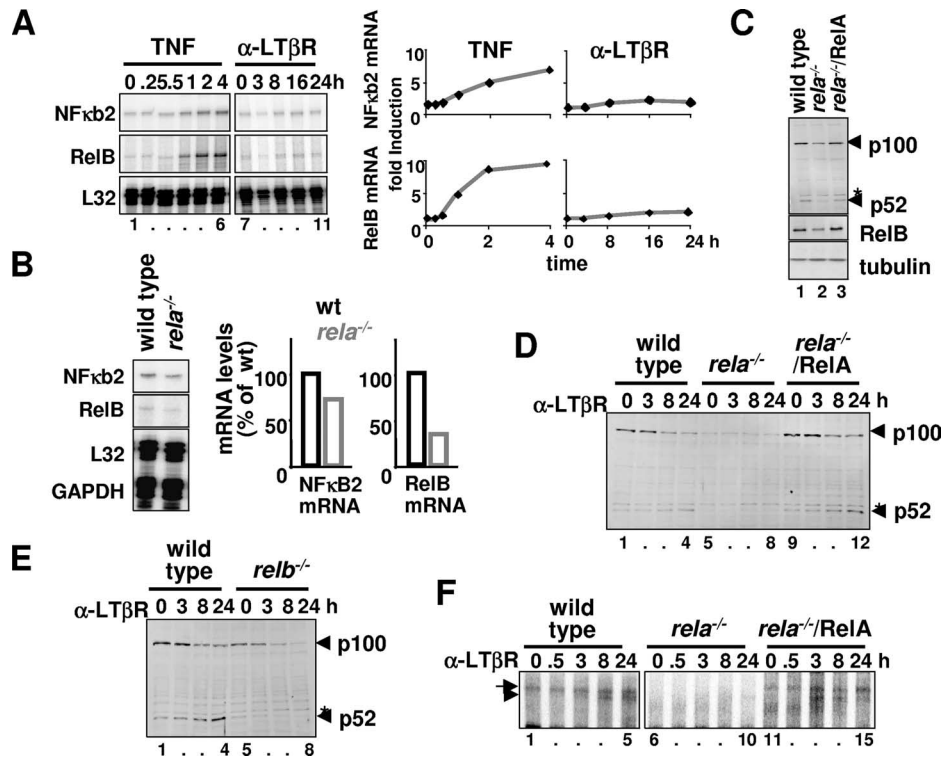 A
TNF
α-LTβR
0 .25 .5 1 2 4
0 3 8 16 24h
NFκb2
RelB
L32
1 . . . . 6
7 . . . 11
TNF
α-LTβR
NFκb2 mRNA
RelB mRNA
fold Induction
10
5
0
10
5
0
10
5
0
10
5
0
0 2 4
0 8 16 24 h
time
B
wild type
rela-/-
NFκb2
RelB
L32
GAPDH
wt
rela-/-
mRNA levels
(% of wt)
100
50
0
100
50
0
NFκB2
mRNA
RelB
mRNA
C
wild type
rela-/-
rela-/-/RelA
p100
*
p52
RelB
tubulin
1 2 3
D
wild
type
rela-/-
rela-/-
/RelA
α-LTβR
0 3 8 24 0 3 8 24 0 3 8 24 h
p100
*
p52
1 . . 4 5 . . 8 9 . . 12
E
wild
type
relb-/-
α-LTβR
0 3 8 24 0 3 8 24 h
p100
*
p52
1 . . 4 5 . . 8
F
wild
type
rela-/-
rela-/-/RelA
α-LTβR
0 .5 3 8 24 0 .5 3 8 24 0 .5 3 8 24 h
1 . . . 5 6 . . . 10 11 . . . 15